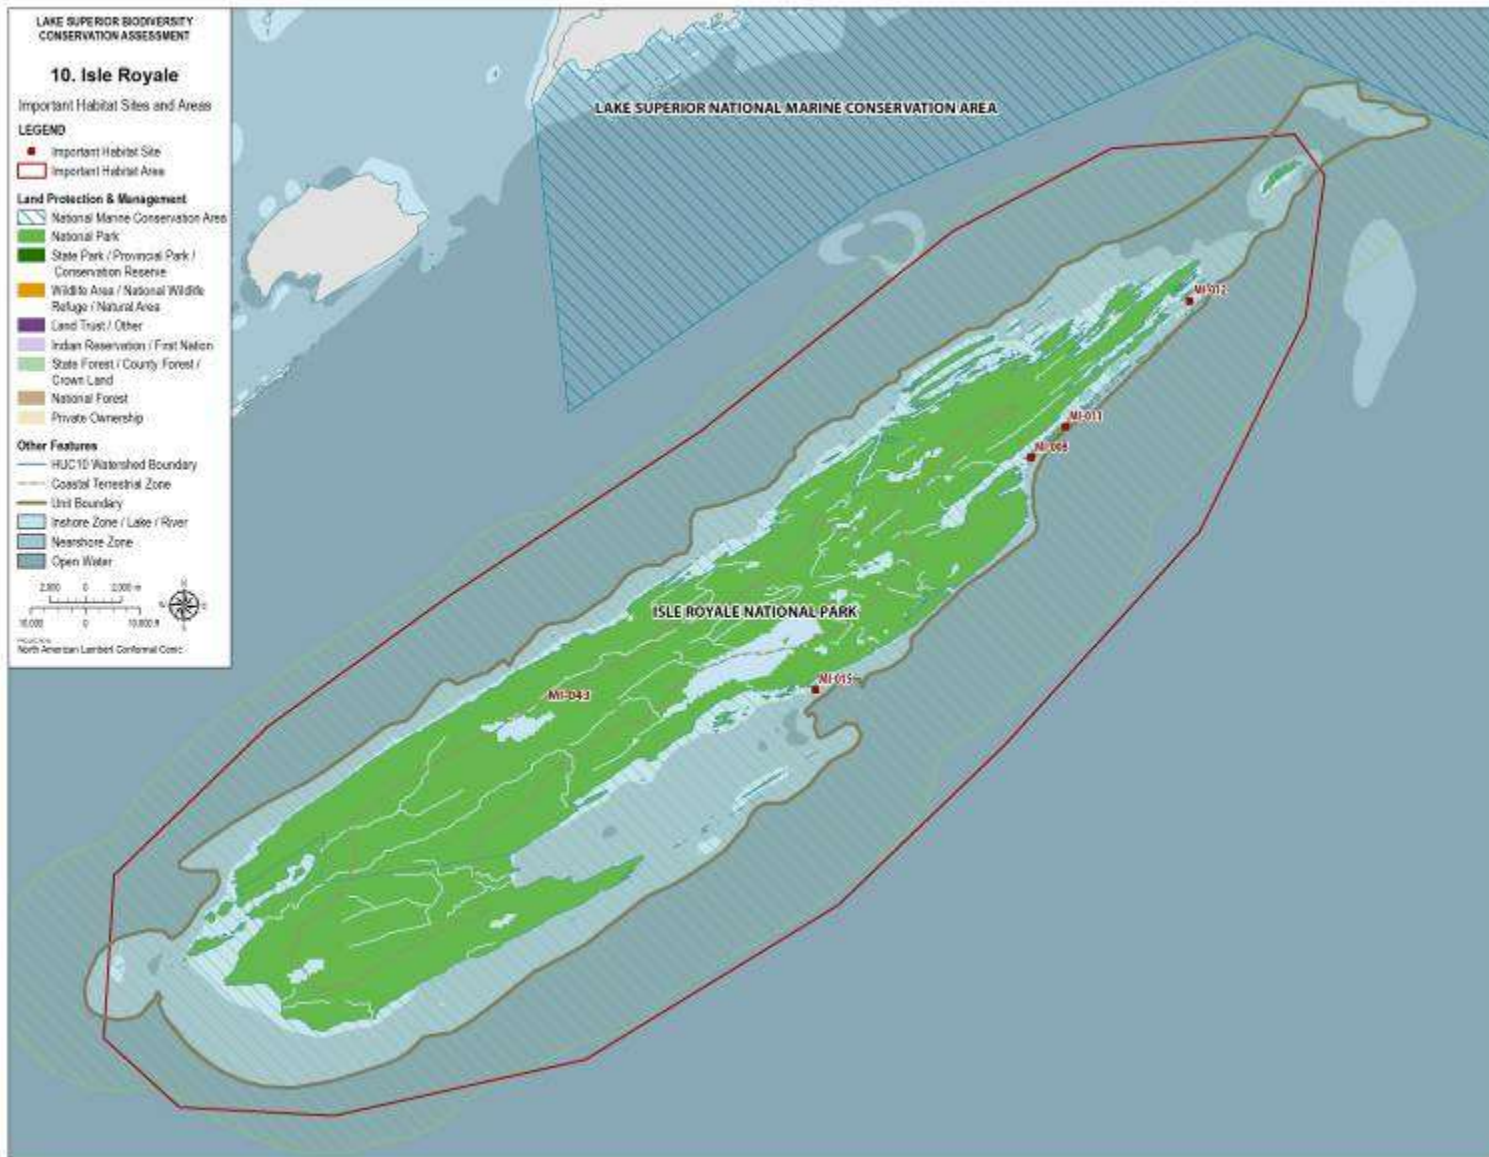 LAKE SUPERIOR BIODIVERSITY
CONSERVATION ASSESSMENT
10. Isle Royale
Important Habitat Sites and Areas
LEGEND
Important Habitat Site
Important Habitat Area
Land Protection & Management
National Marine Conservation Area
National Park
State Park / Provincial Park /
Conservation Reserve
Wildlife Area / National Wildlife
Refuge / Natural Area
Land Trust / Other
Indian Reservation / First Nation
State Forest / County Forest /
Crown Land
National Forest
Private Ownership
Other Features
HUC10 Watershed Boundary
Coastal Terrestrial Zone
Unit Boundary
Inshore Zone / Lake / River
Nearshore Zone
Open Water
0
10,000 0
North American Lambert Conformal Conic
LAKE SUPERIOR NATIONAL MARINE CONSERVATION AREA
MI-012
MI-011
ISLE ROYALE NATIONAL PARK
MI-015
MI-043